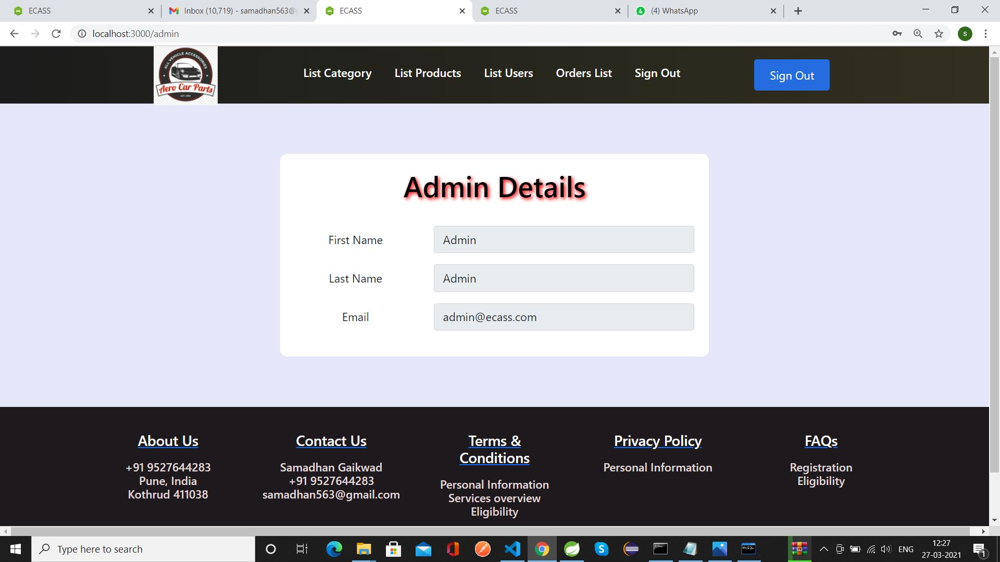 ECASS
Inbox (10,719) - samadhan563@g
ECASS
ECASS
4
(4) WhatsApp
localhost:3000/admin
s
ALL VEHICLE ACCESSORIES
Aero Car Parts
List Category
List Products
List Users
Orders List
Sign Out
Sign Out
Admin Details
First Name
Admin
Last Name
Admin
Email
admin@ecass.com
About Us
+91 9527644283
Pune, India
Kothrud 411038
Contact Us
Samadhan Gaikwad
+91 9527644283
samadhan563@gmail.com
Terms &
Conditions
Personal Information
Services overview
Eligibility
Privacy Policy
Personal Information
FAQs
Registration
Eligibility
Type here to search
ENG
12:27
27-03-2021
1